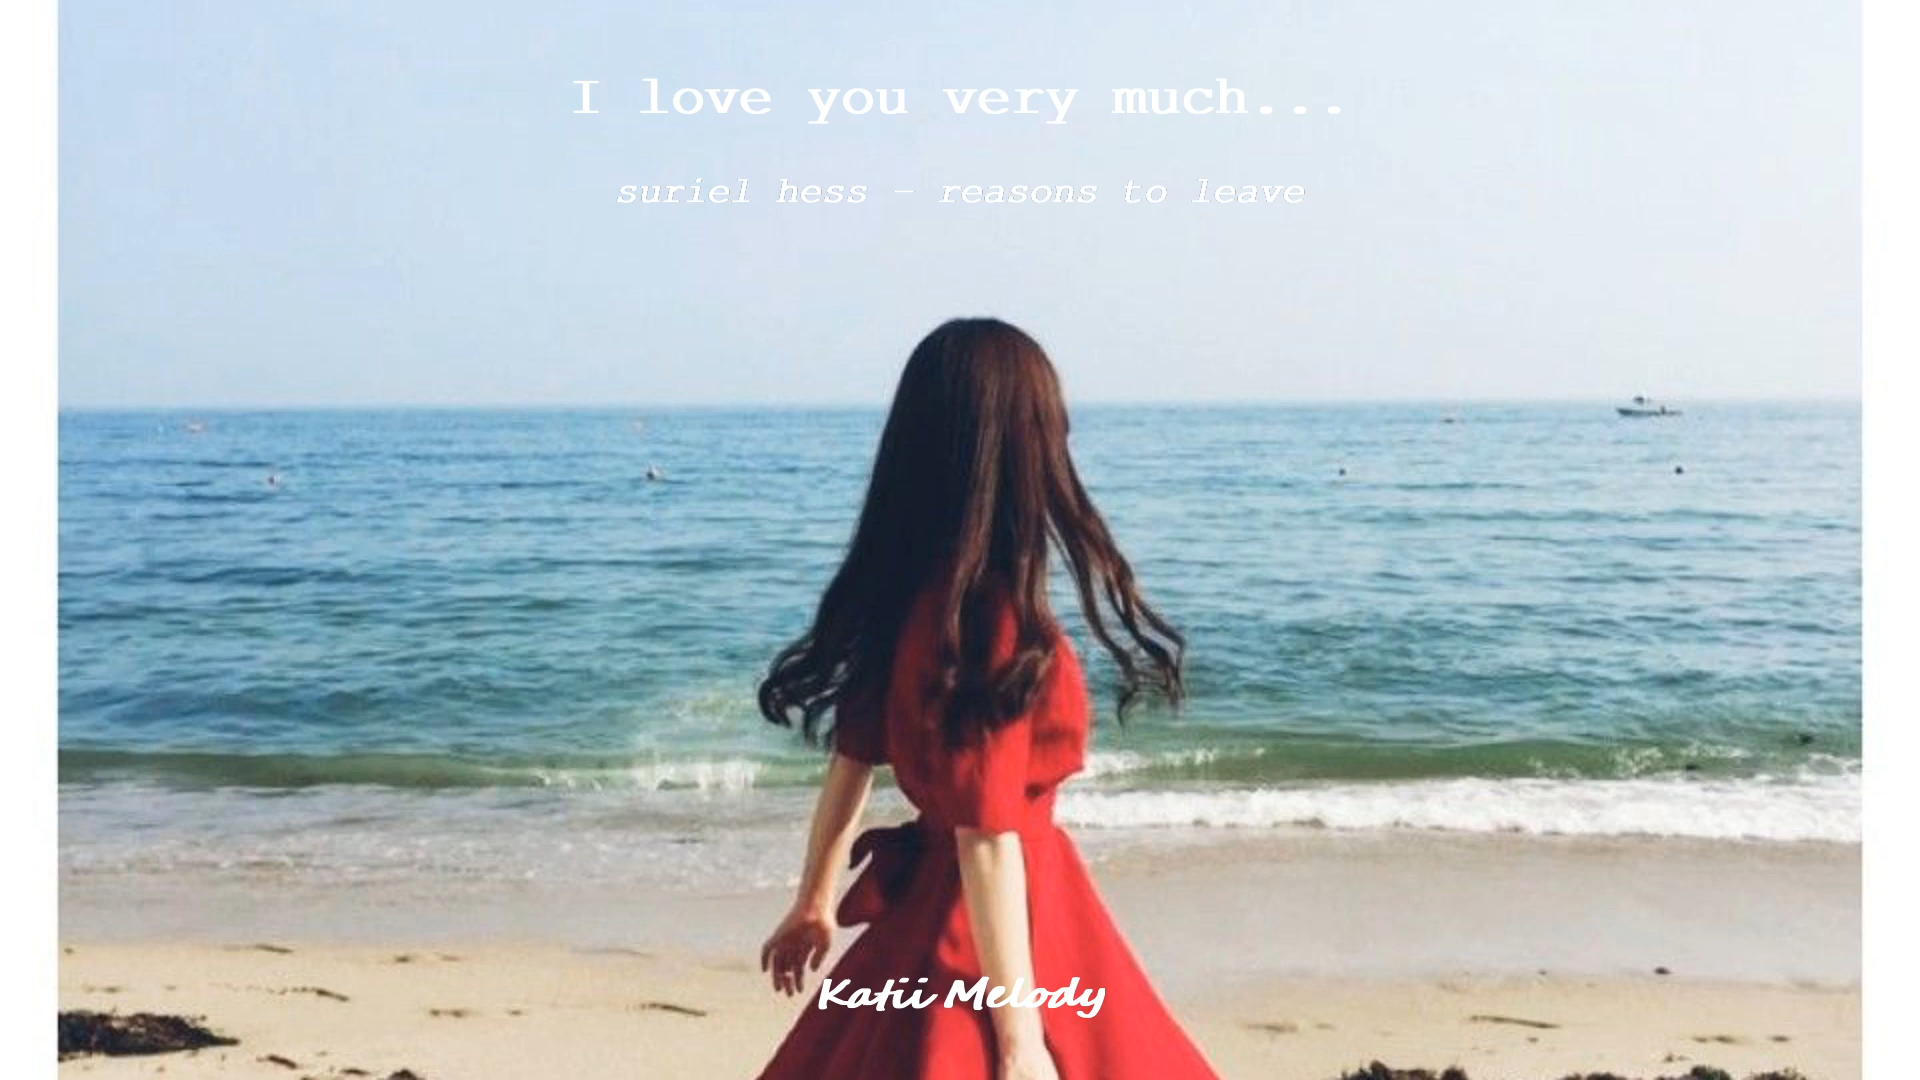 I love you very much...
suriel hess - reasons to leave
Katii Melody